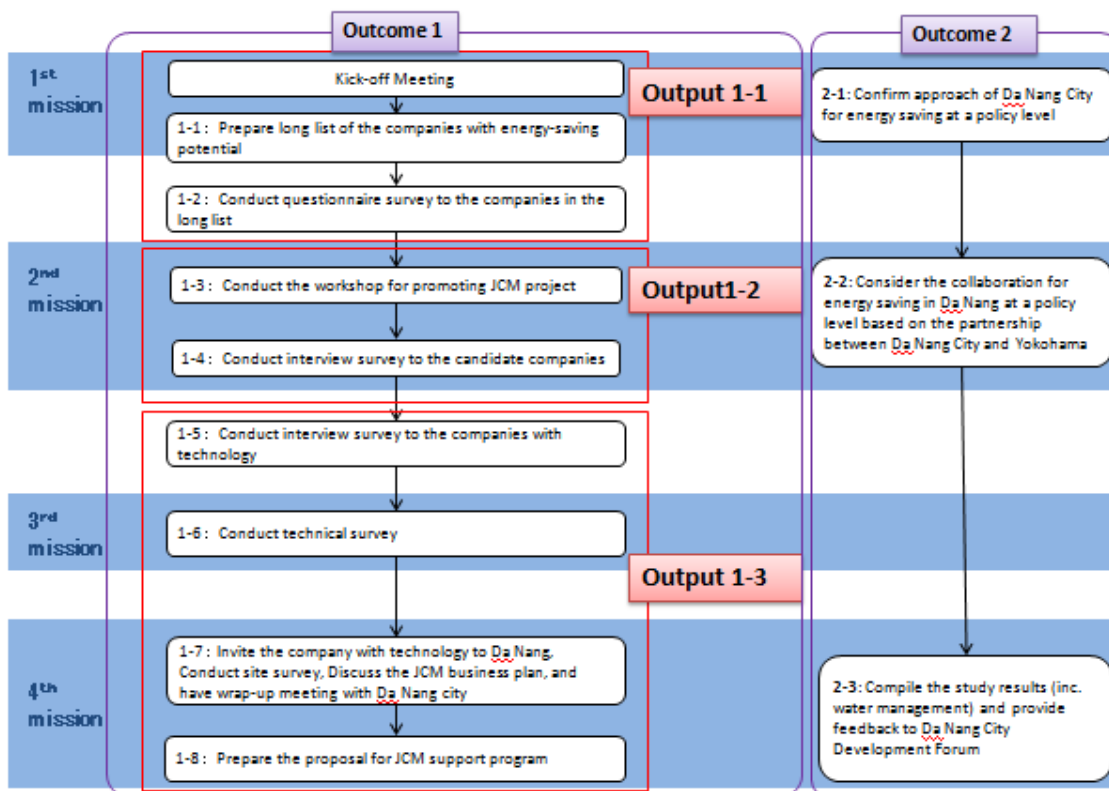 Outcome 1
Outcome 2
1st
mission
Kick-off Meeting
Output 1-1
1-1: Prepare long list of the companies with energy-saving
potential
1-2: Conduct questionnaire survey to the companies in the
long list
2-1: Confirm approach of Da Nang City
for energy saving at a policy level
2nd
mission
1-3: Conduct the workshop for promoting JCM project
Output1-2
1-4: Conduct interview survey to the candidate companies
2-2: Consider the collaboration for
energy saving in Da Nang at a policy
level based on the partnership
between Da Nang City and Yokohama
1-5: Conduct interview survey to the companies with
technology
3rd
mission
1-6: Conduct technical survey
Output 1-3
4th
mission
1-7: Invite the company with technology to Da Nang,
Conduct site survey, Discuss the JCM business plan, and
have wrap-up meeting with Da Nang city
1-8: Prepare the proposal for JCM support program
2-3: Compile the study results (inc.
water management) and provide
feedback to Da Nang City
Development Forum